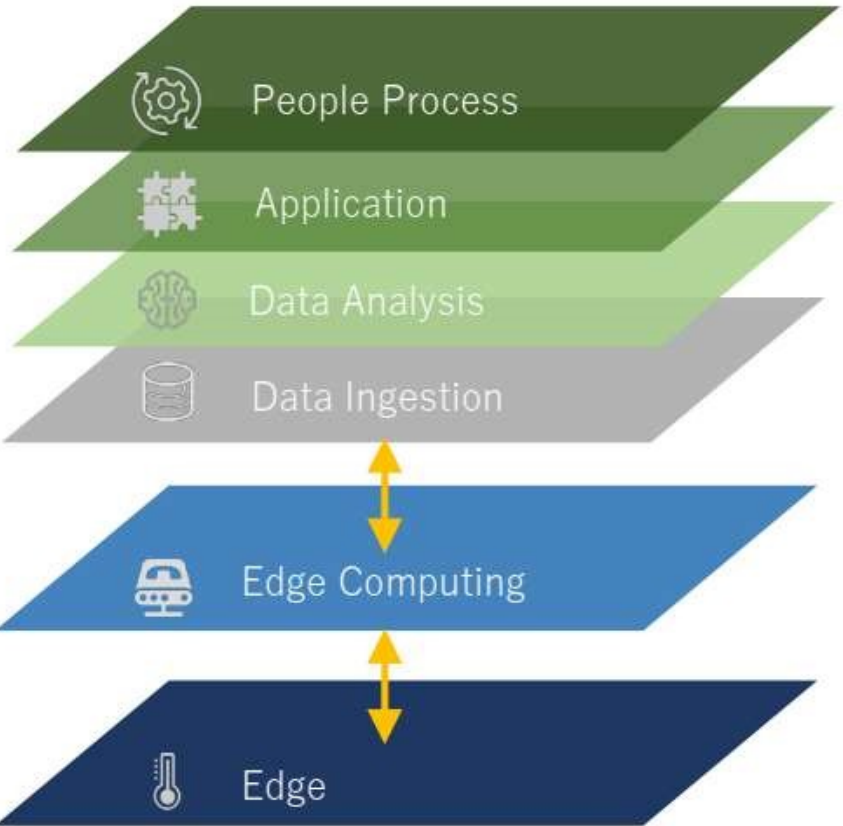 People Process
Application
Data Analysis
Data Ingestion
Edge Computing
Edge